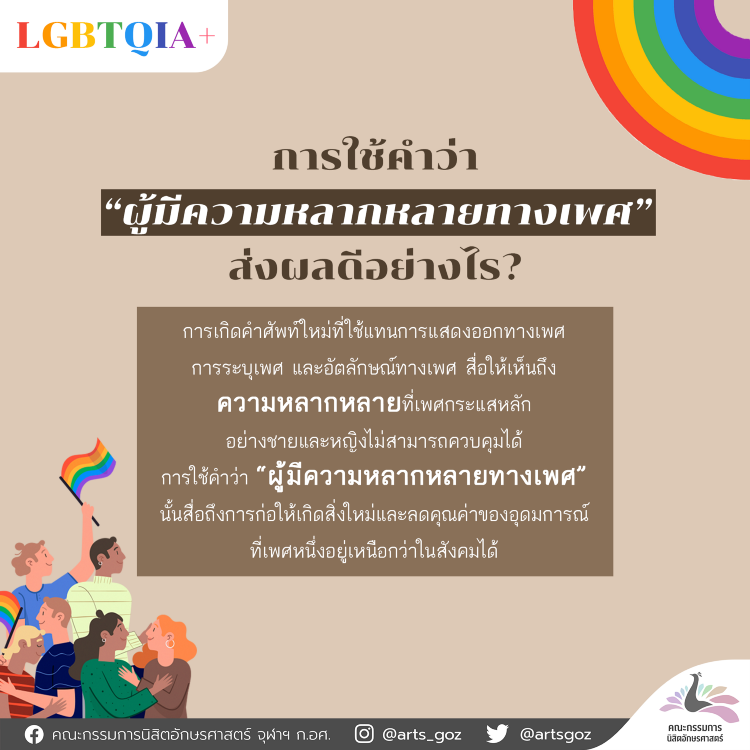 LGBTQIA+
การใช้คำว่า
“ผู้มีความหลากหลายทางเพศ”
ส่งผลดีอย่างไร?
การเกิดคำศัพท์ใหม่ที่ใช้แทนการแสดงออกทางเพศ
การระบุเพศ และอัตลักษณ์ทางเพศ สื่อให้เห็นถึง
ความหลากหลายที่เพศกระแสหลัก
อย่างชายและหญิงไม่สามารถควบคุมได้
การใช้คำว่า “ผู้มีความหลากหลายทางเพศ”
นั้นสื่อถึงการก่อให้เกิดสิ่งใหม่และลดคุณค่าของอุดมการณ์
ที่เพศหนึ่งอยู่เหนือกว่าในสังคมได้
คณะกรรมการนิสิตอักษรศาสตร์ จุฬาฯ ก.อศ. @arts_goz @artsgoz
คณะกรรมการ
นิสิตอักษรศาสตร์